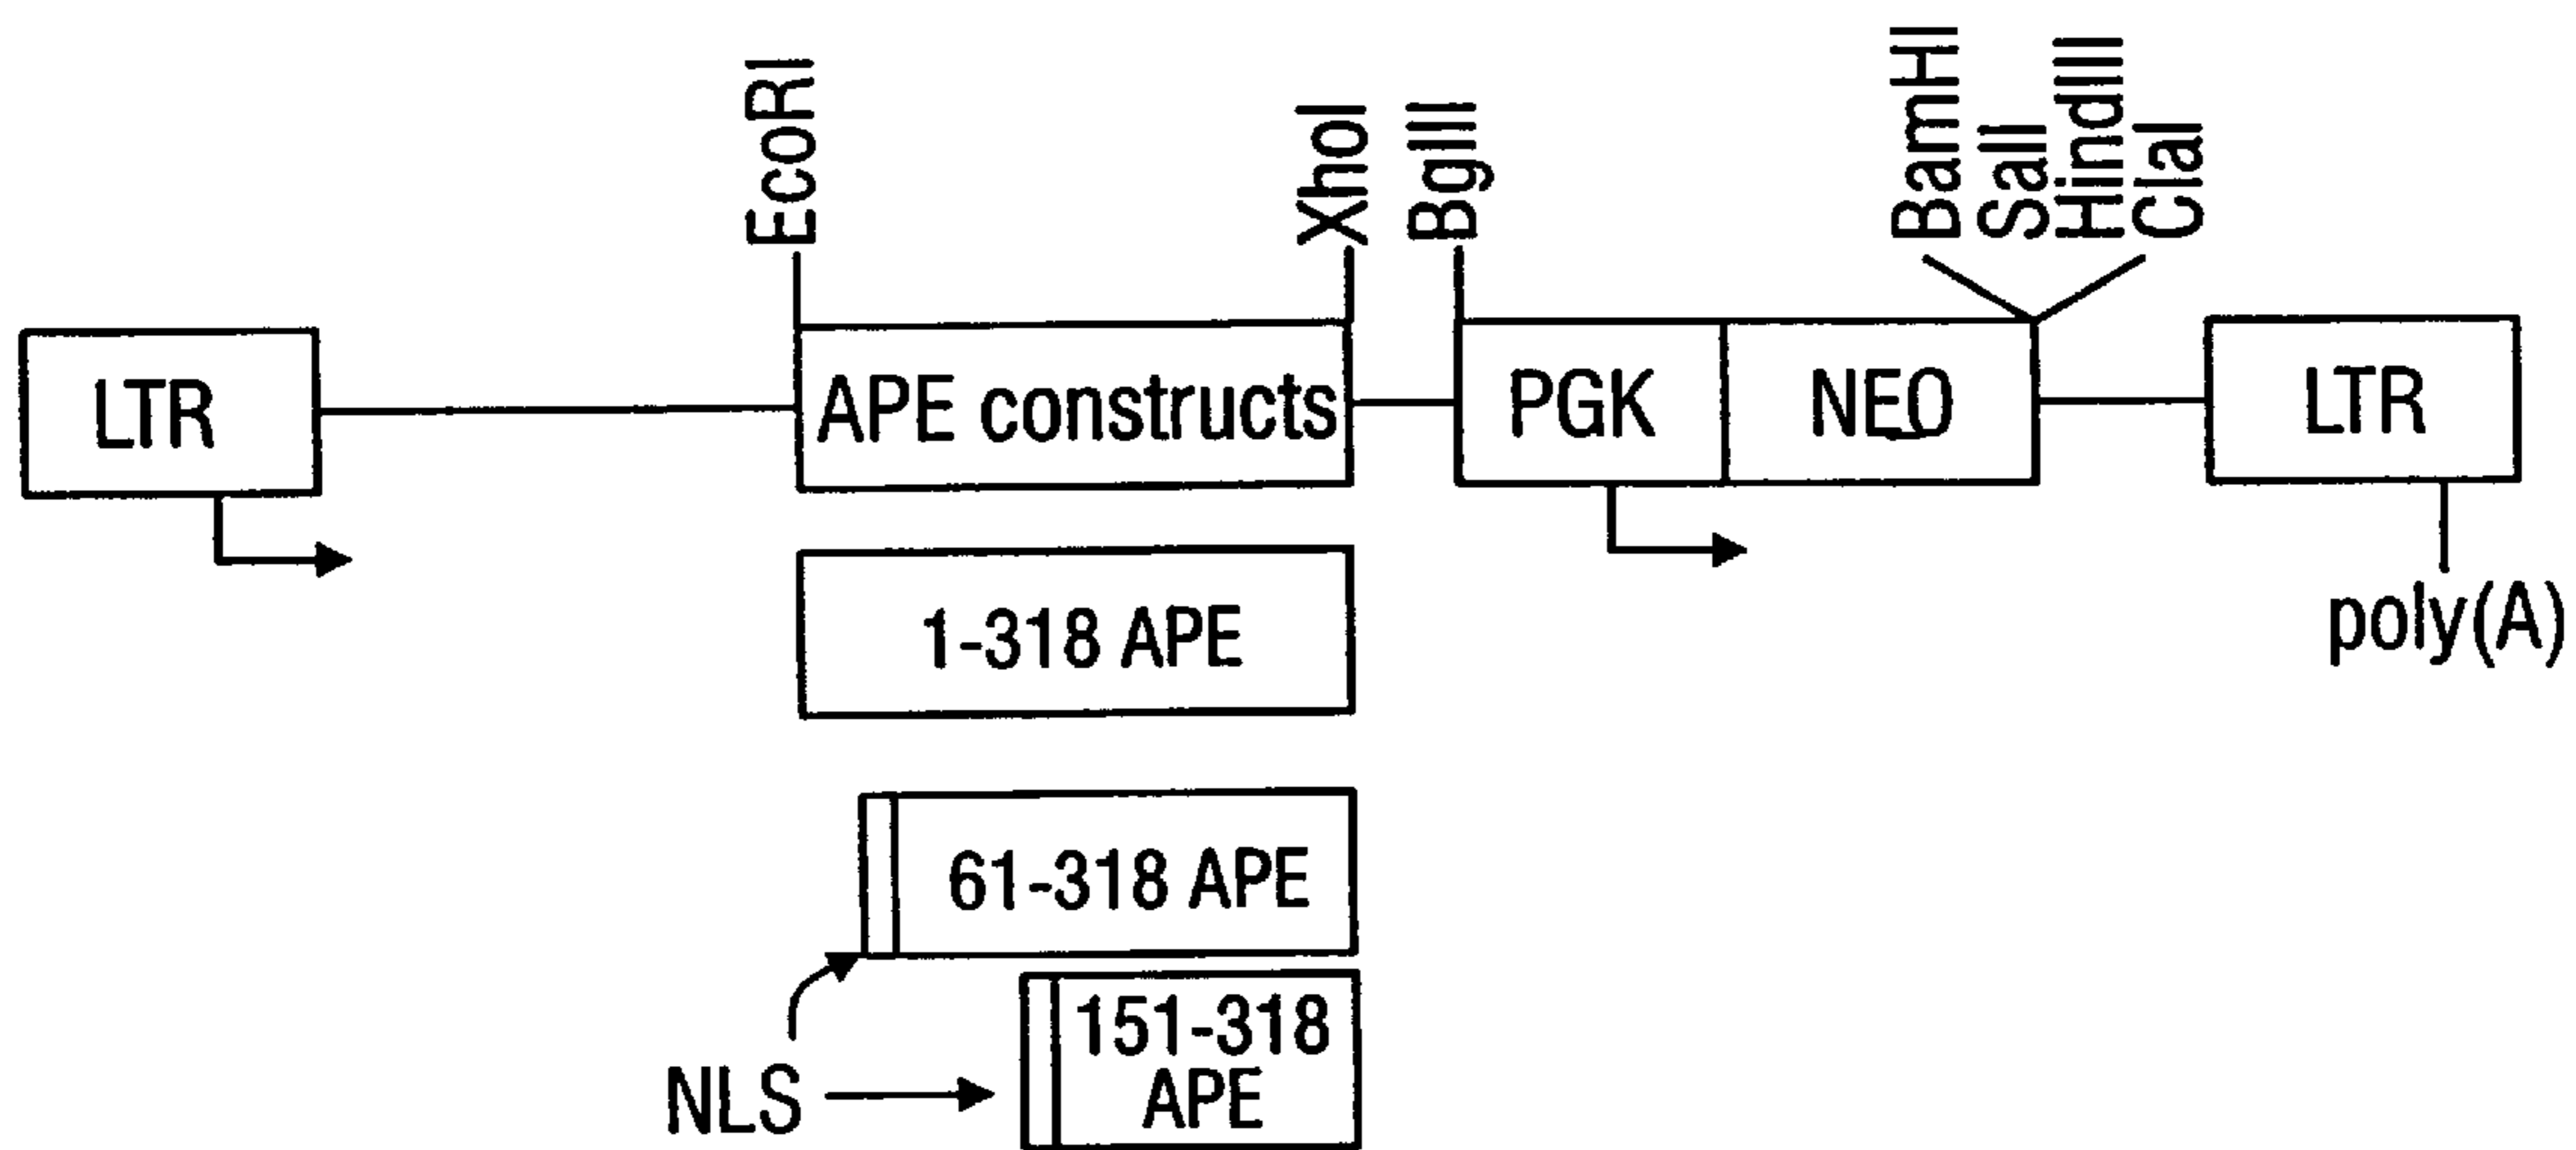 EcoRI
XhoI
BglII
BamHI
SalI
HindIII
ClaI
LTR
APE constructs
PGK
NEO
LTR
1-318 APE
poly(A)
61-318 APE
151-318
APE
NLS